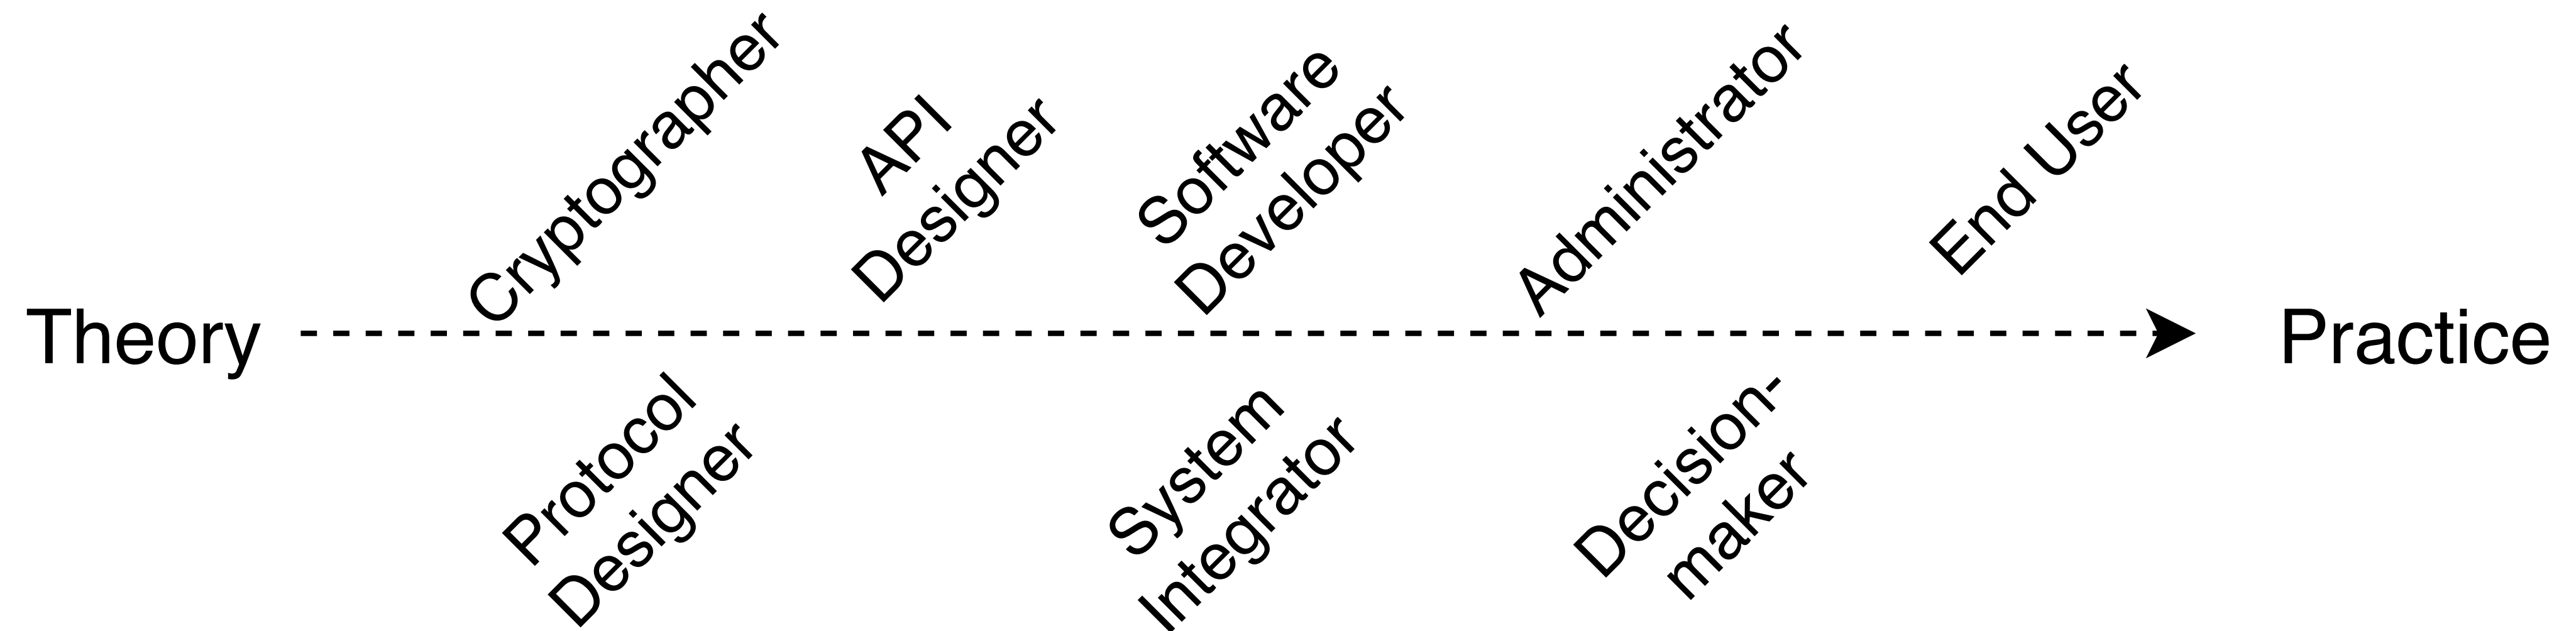 Theory
Cryptographer
API
Designer
Software
Developer
Administrator
End User
Practice
Protocol
Designer
System
Integrator
Decision-
maker